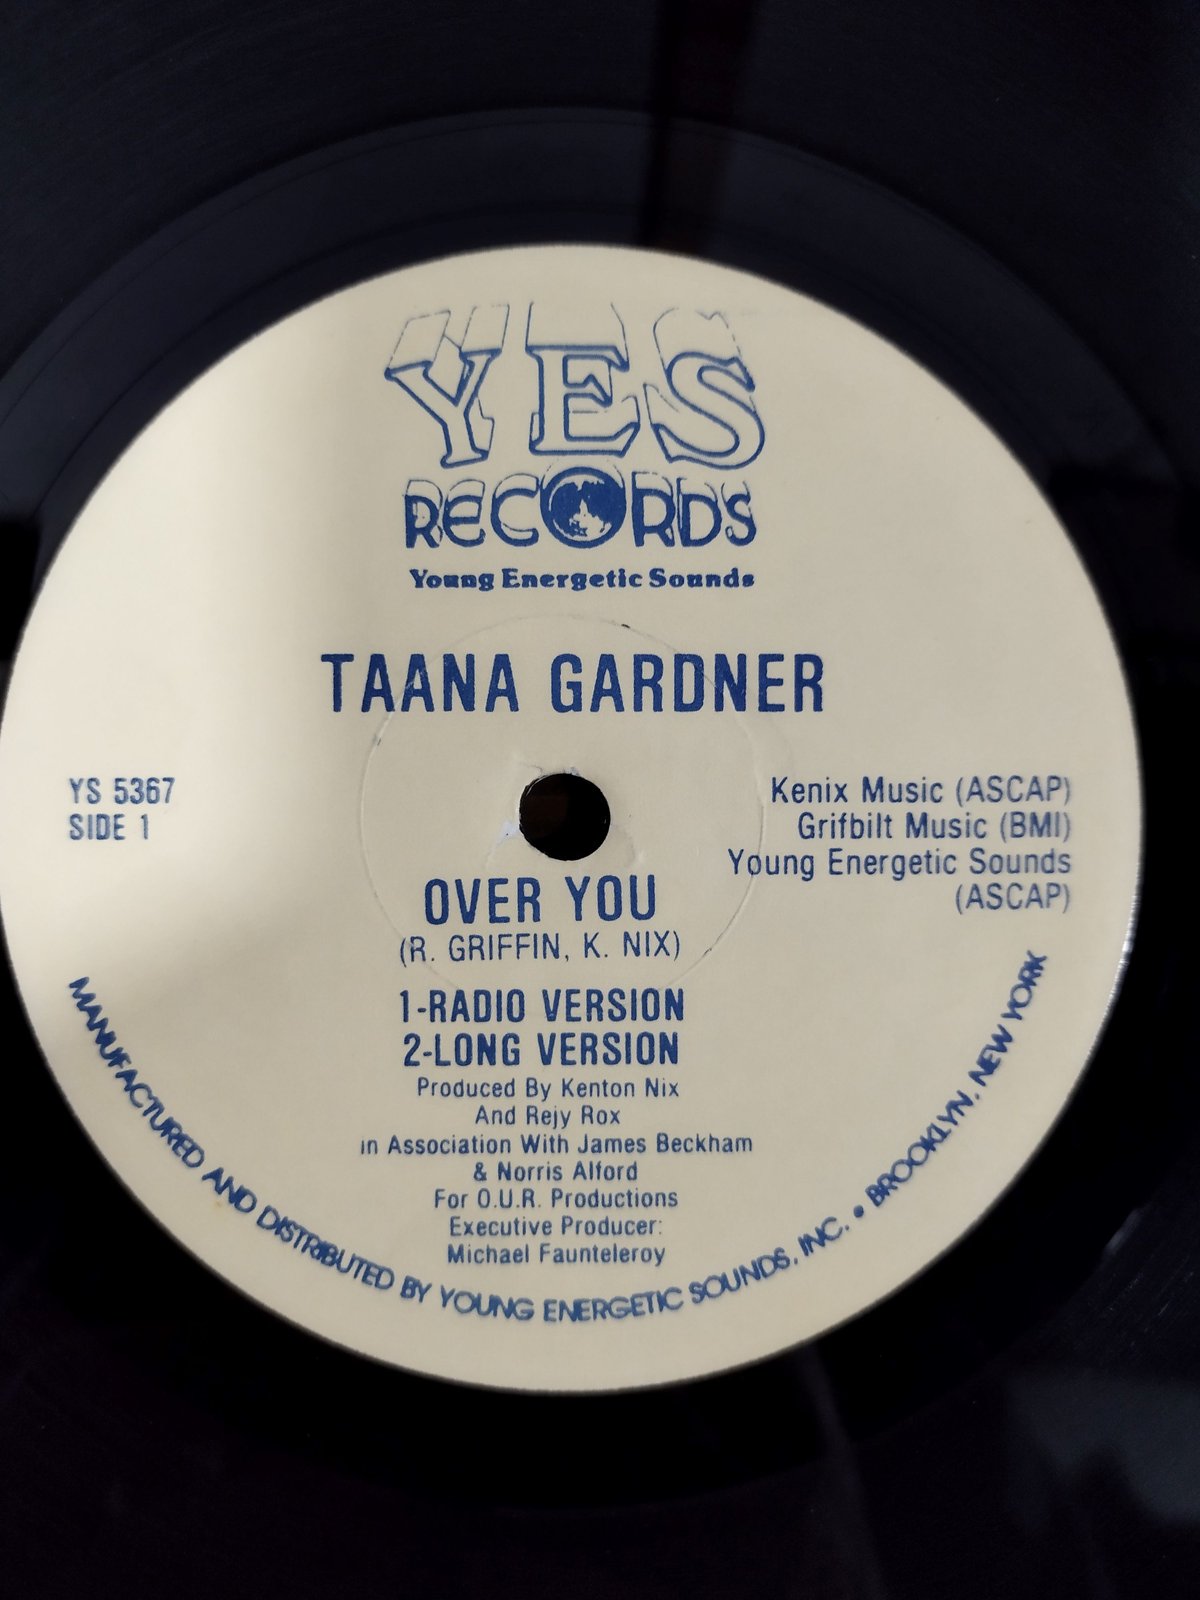 YES
RECORDS
Young Energetic Sounds
TAANA GARDNER
YS 5367
SIDE 1
Kenix Music (ASCAP)
Grifbilt Music (BMI)
Young Energetic Sounds
(ASCAP)
OVER YOU
(R. GRIFFIN, K. NIX)
1-RADIO VERSION
2-LONG VERSION
Produced By Kenton Nix
And Rejy Rox
in Association With James Beckham
& Norris Alford
For O.U.R. Productions
Executive Producer:
Michael Faunteleroy
MANUFACTURED AND DISTRIBUTED BY YOUNG ENERGETIC SOUNDS, INC. • BROOKLYN, NEW YORK